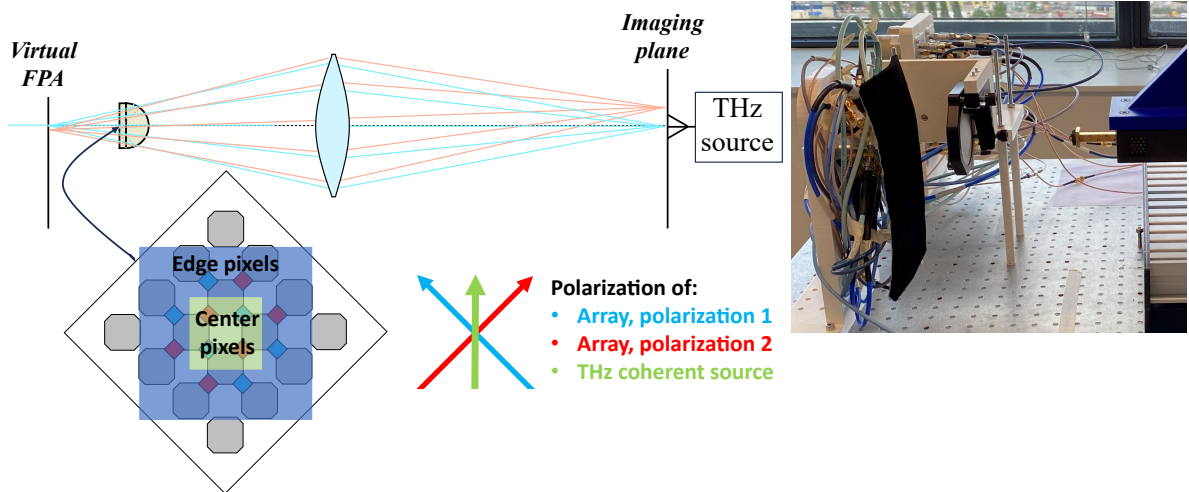 Virtual
FPA
Imaging
plane
THz
source
Edge pixels
Center
pixels
Polarization of:
• Array, polarization 1
• Array, polarization 2
• THz coherent source